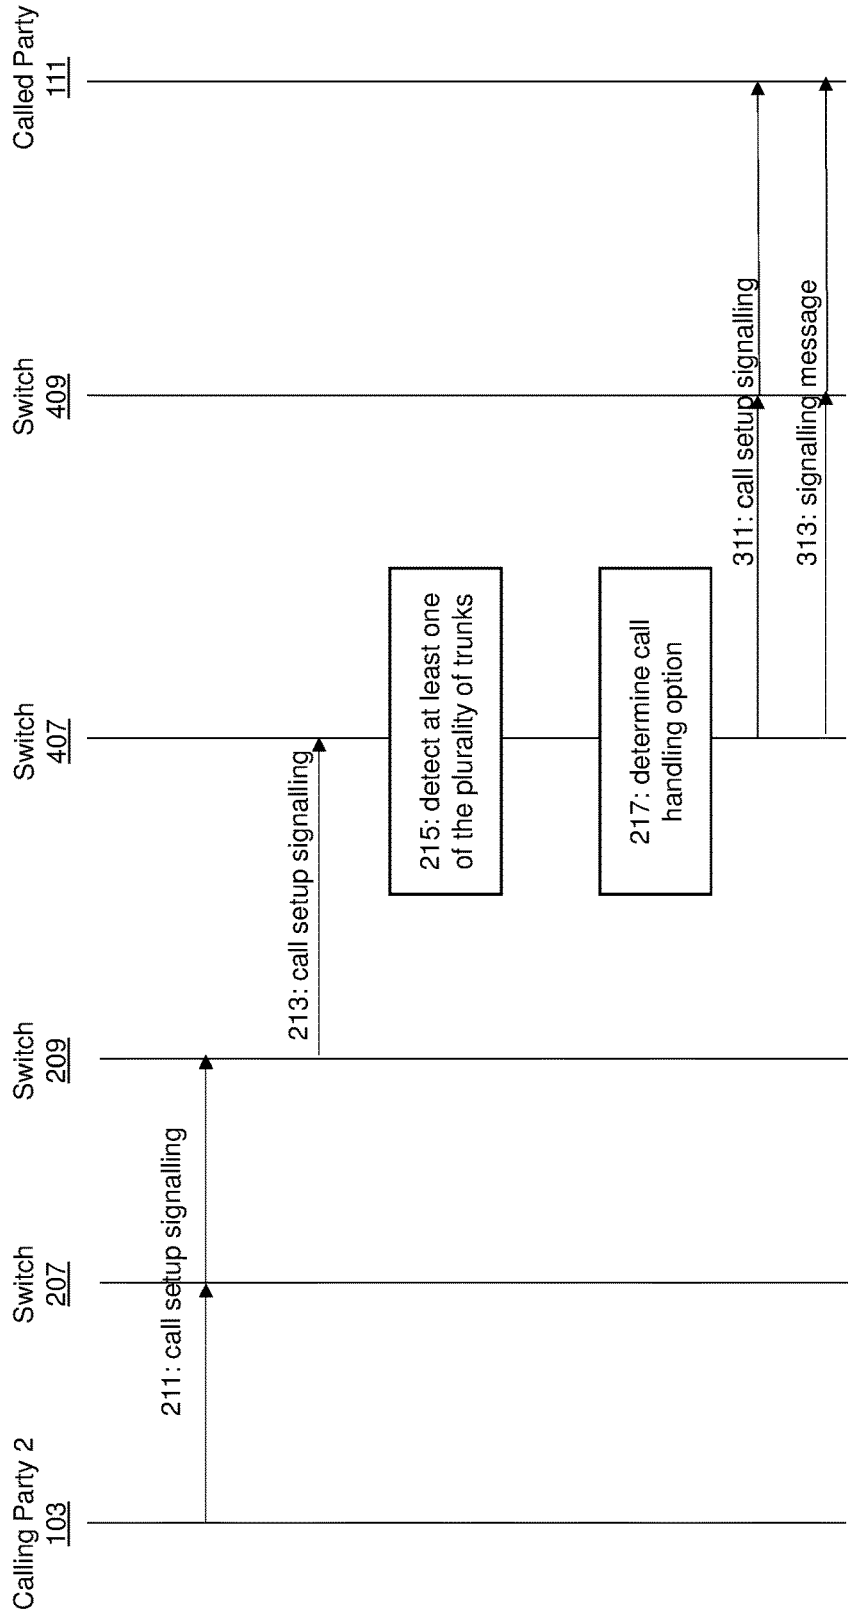 Calling Party 2
103
Switch
207
Switch
209
Switch
407
Switch
409
Called Party
111
211: call setup signalling
213: call setup signalling
215: detect at least one
of the plurality of trunks
217: determine call
handling option
311: call setup signalling
313: signalling message